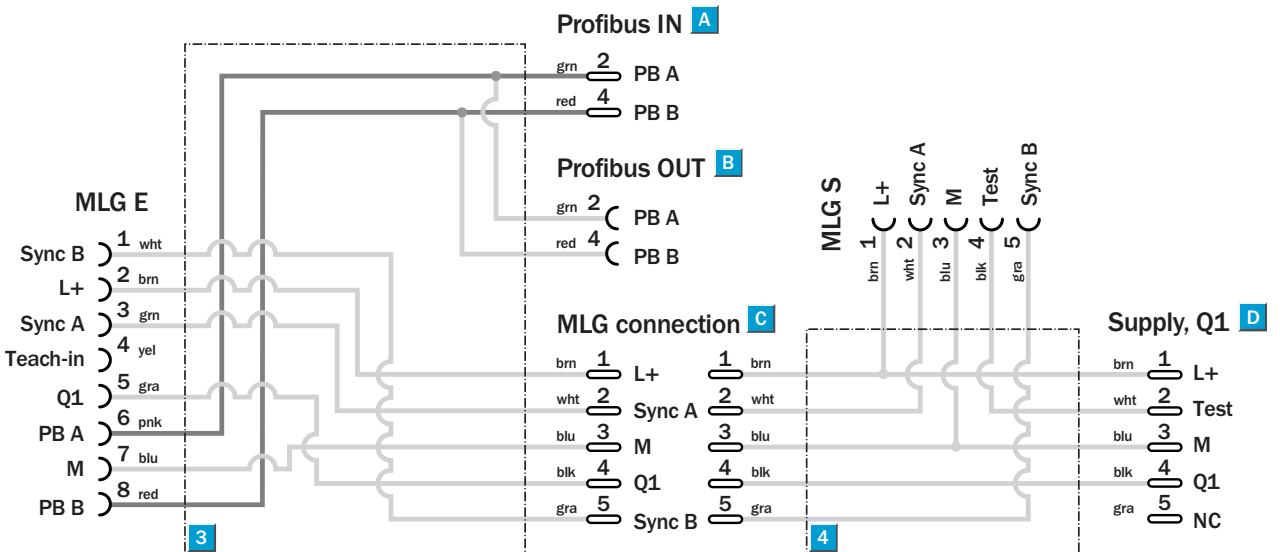 Profibus IN A
grn 2 PB A
red 4 PB B
Profibus OUT B
grn 2 PB A
red 4 PB B
MLG E
Sync B 1 wht
L+ 2 brn
Sync A 3 grn
Teach-in 4 yel
Q1 5 gra
PB A 6 pnk
M 7 blu
PB B 8 red
3
MLG connection C
brn 1 L+ 1 brn
wht 2 Sync A 2 wht
blu 3 M 3 blu
blk 4 Q1 4 blk
gra 5 Sync B 5 gra
MLG S
L+ 1 brn
Sync A 2 wht
M 3 blu
Test 4 blk
Sync B 5 gra
4
Supply, Q1 D
brn 1 L+
wht 2 Test
blu 3 M
blk 4 Q1
gra 5 NC